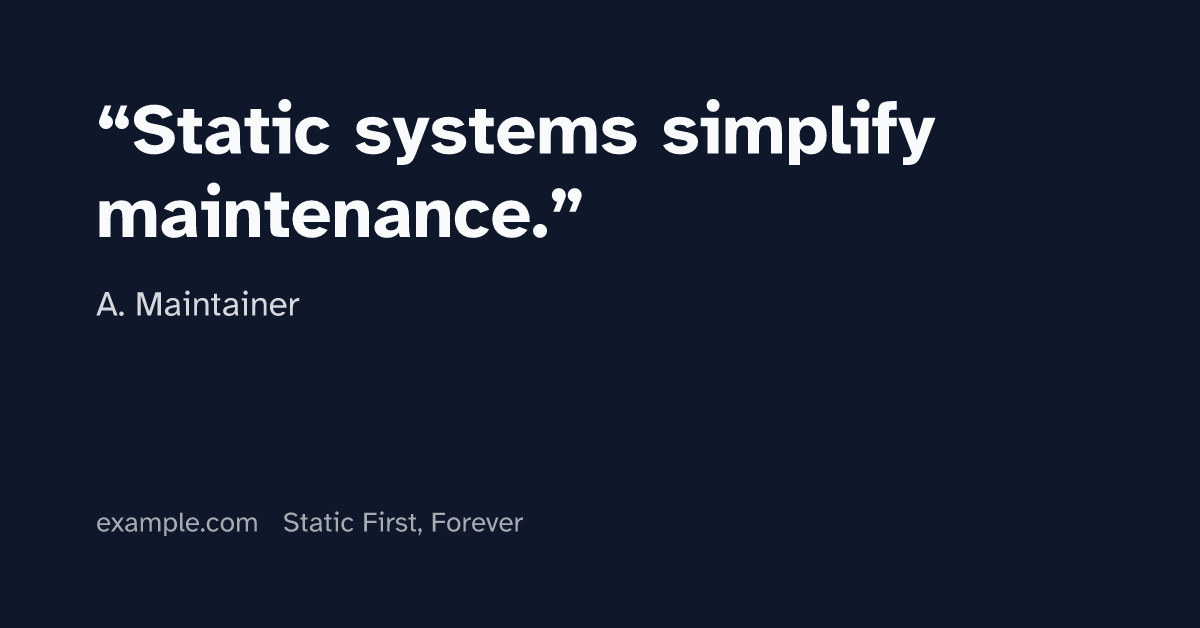 “Static systems simplify
maintenance.”
A. Maintainer
example.com Static First, Forever